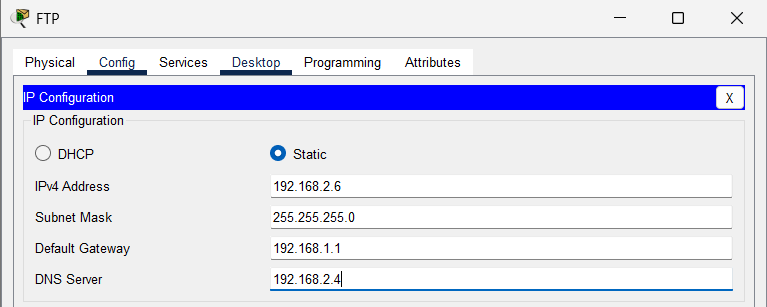 FTP
Physical Config Services Desktop Programming Attributes
IP Configuration X
IP Configuration
DHCP Static
IPv4 Address 192.168.2.6
Subnet Mask 255.255.255.0
Default Gateway 192.168.1.1
DNS Server 192.168.2.4